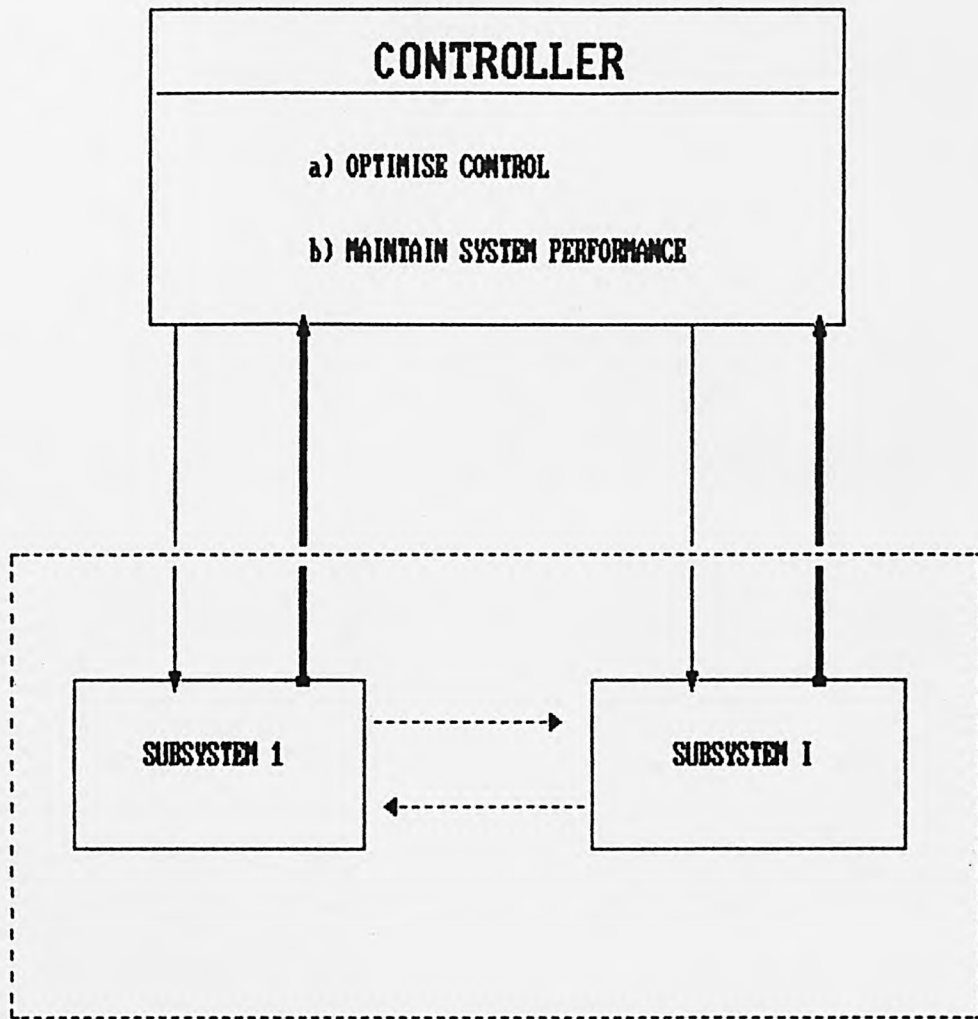 CONTROLLER
a) OPTIMISE CONTROL
b) MAINTAIN SYSTEM PERFORMANCE
SUBSYSTEM 1
SUBSYSTEM I